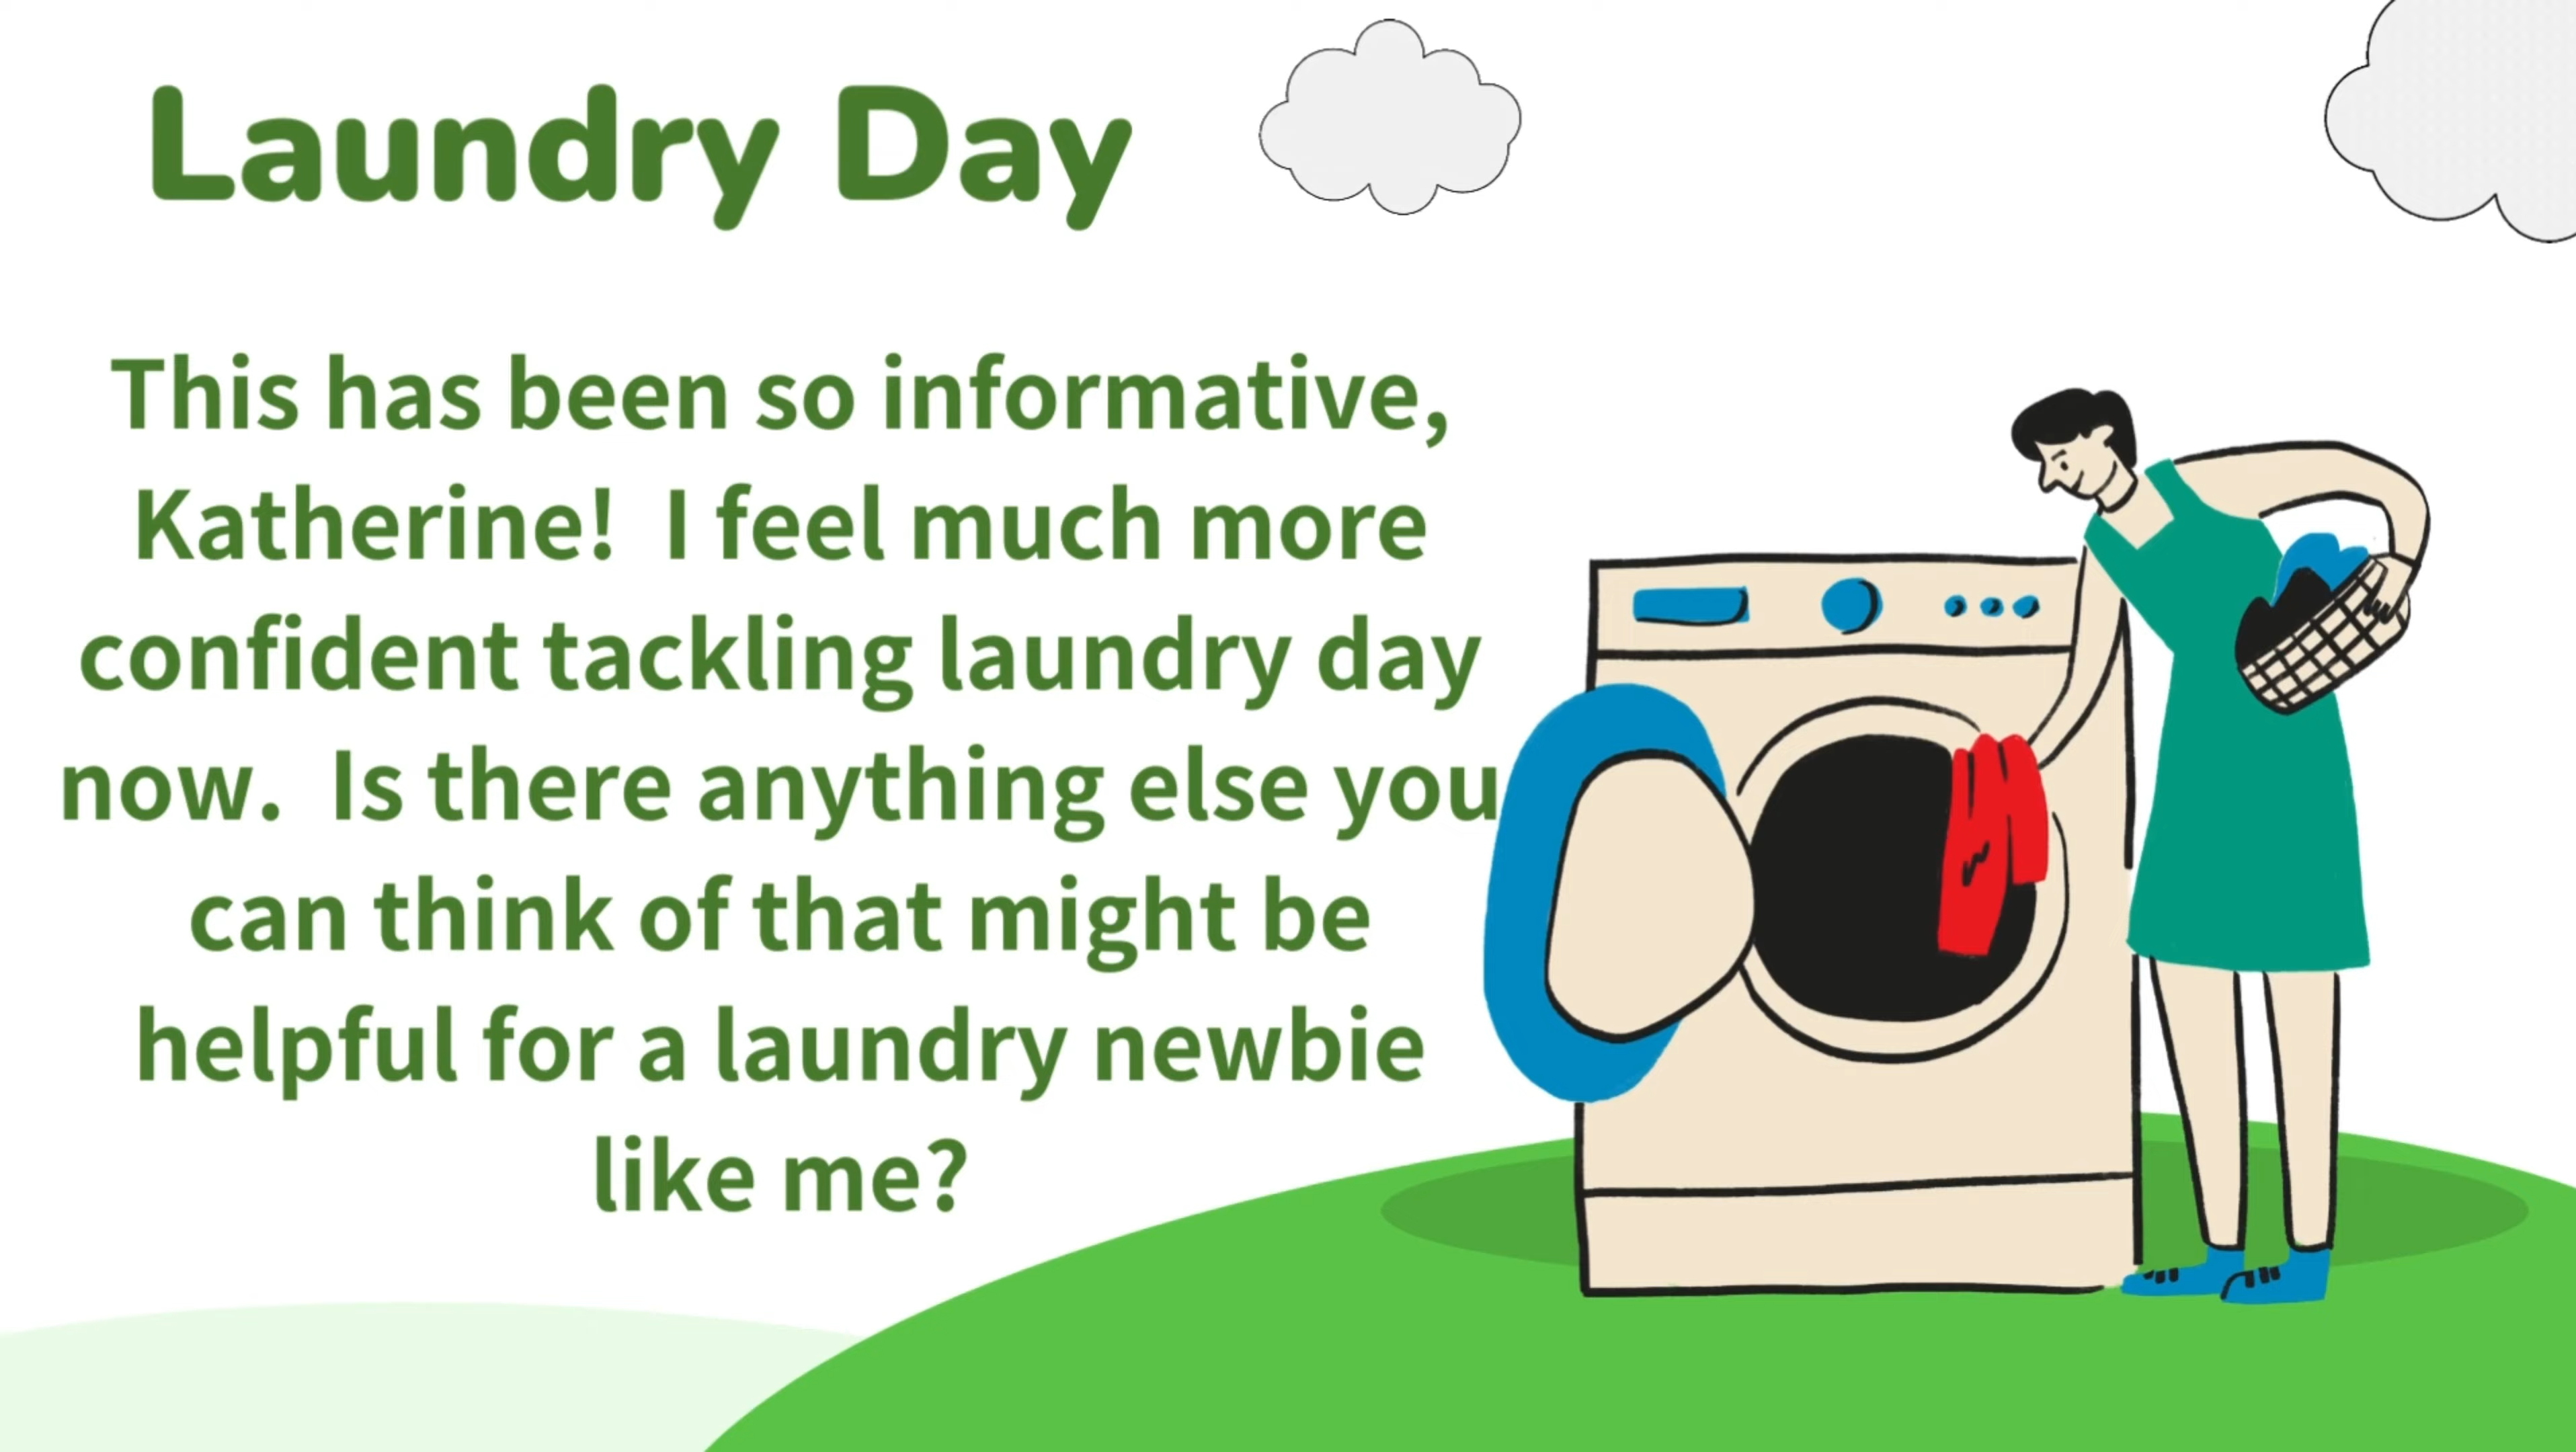 Laundry Day
This has been so informative,
Katherine!  I feel much more
confident tackling laundry day
now.  Is there anything else you
can think of that might be
helpful for a laundry newbie
like me?